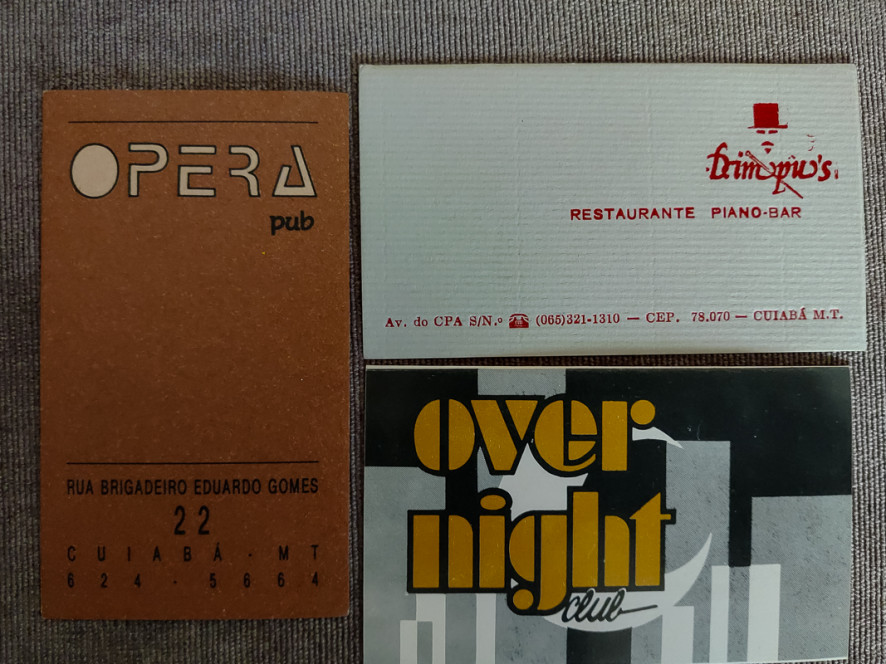 OPERA
pub
RUA BRIGADEIRO EDUARDO GOMES
22
CUIABÁ · MT
624 · 5664
RESTAURANTE PIANO-BAR
Av. do CPA S/N.º ☎ (065)321-1310 — CEP. 78.070 — CUIABÁ M.T.
over
night
club